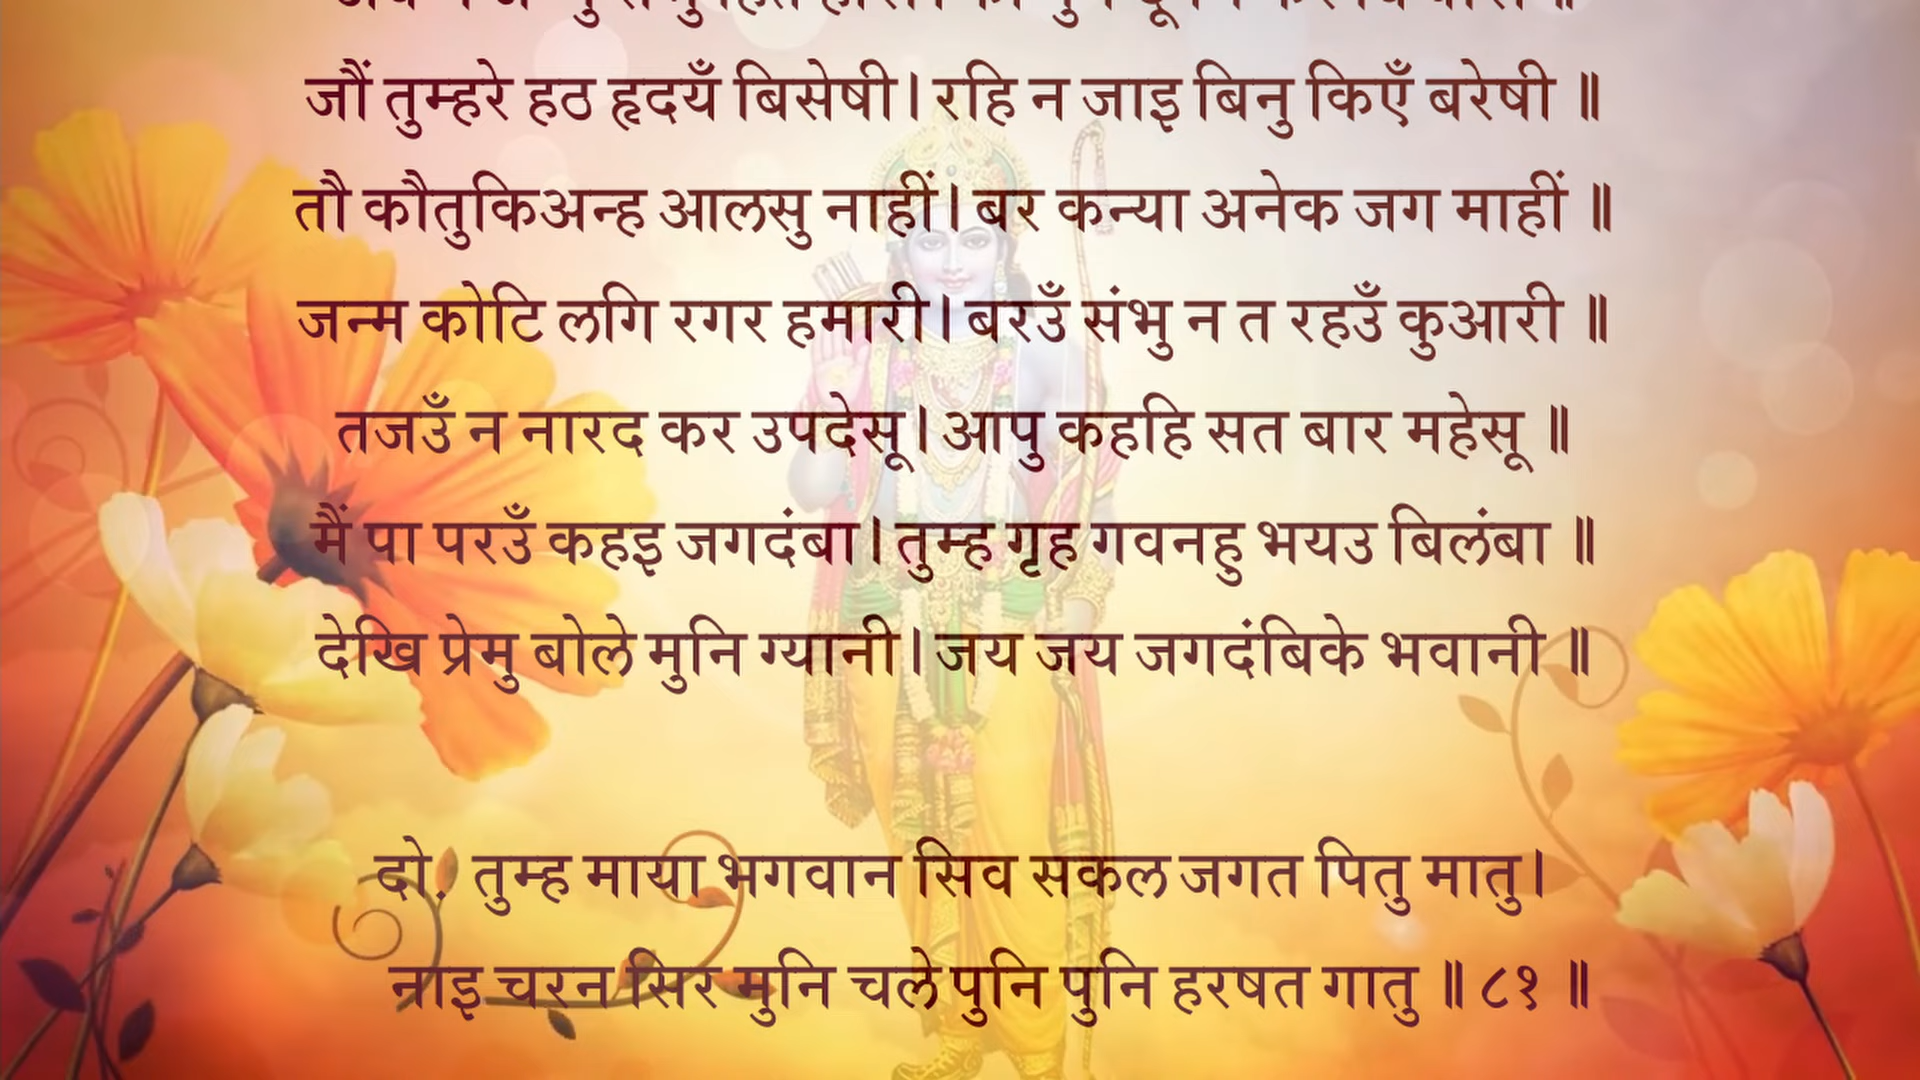 जौं तुम्हरे हठ हृदयँ बिसेषी। रहि न जाइ बिनु किएँ बरेषी ॥
तौ कौतुकिअन्ह आलसु नाहीं। बर कन्या अनेक जग माहीं ॥
जन्म कोटि लगि रगर हमारी। बरउँ संभु न त रहउँ कुआरी ॥
तजउँ न नारद कर उपदेसू। आपु कहहि सत बार महेसू ॥
मैं पा परउँ कहइ जगदंबा। तुम्ह गृह गवनहु भयउ बिलंबा ॥
देखि प्रेमु बोले मुनि ग्यानी। जय जय जगदंबिके भवानी ॥
दो. तुम्ह माया भगवान सिव सकल जगत पितु मातु।
नाइ चरन सिर मुनि चले पुनि पुनि हरषत गातु ॥ ८१ ॥